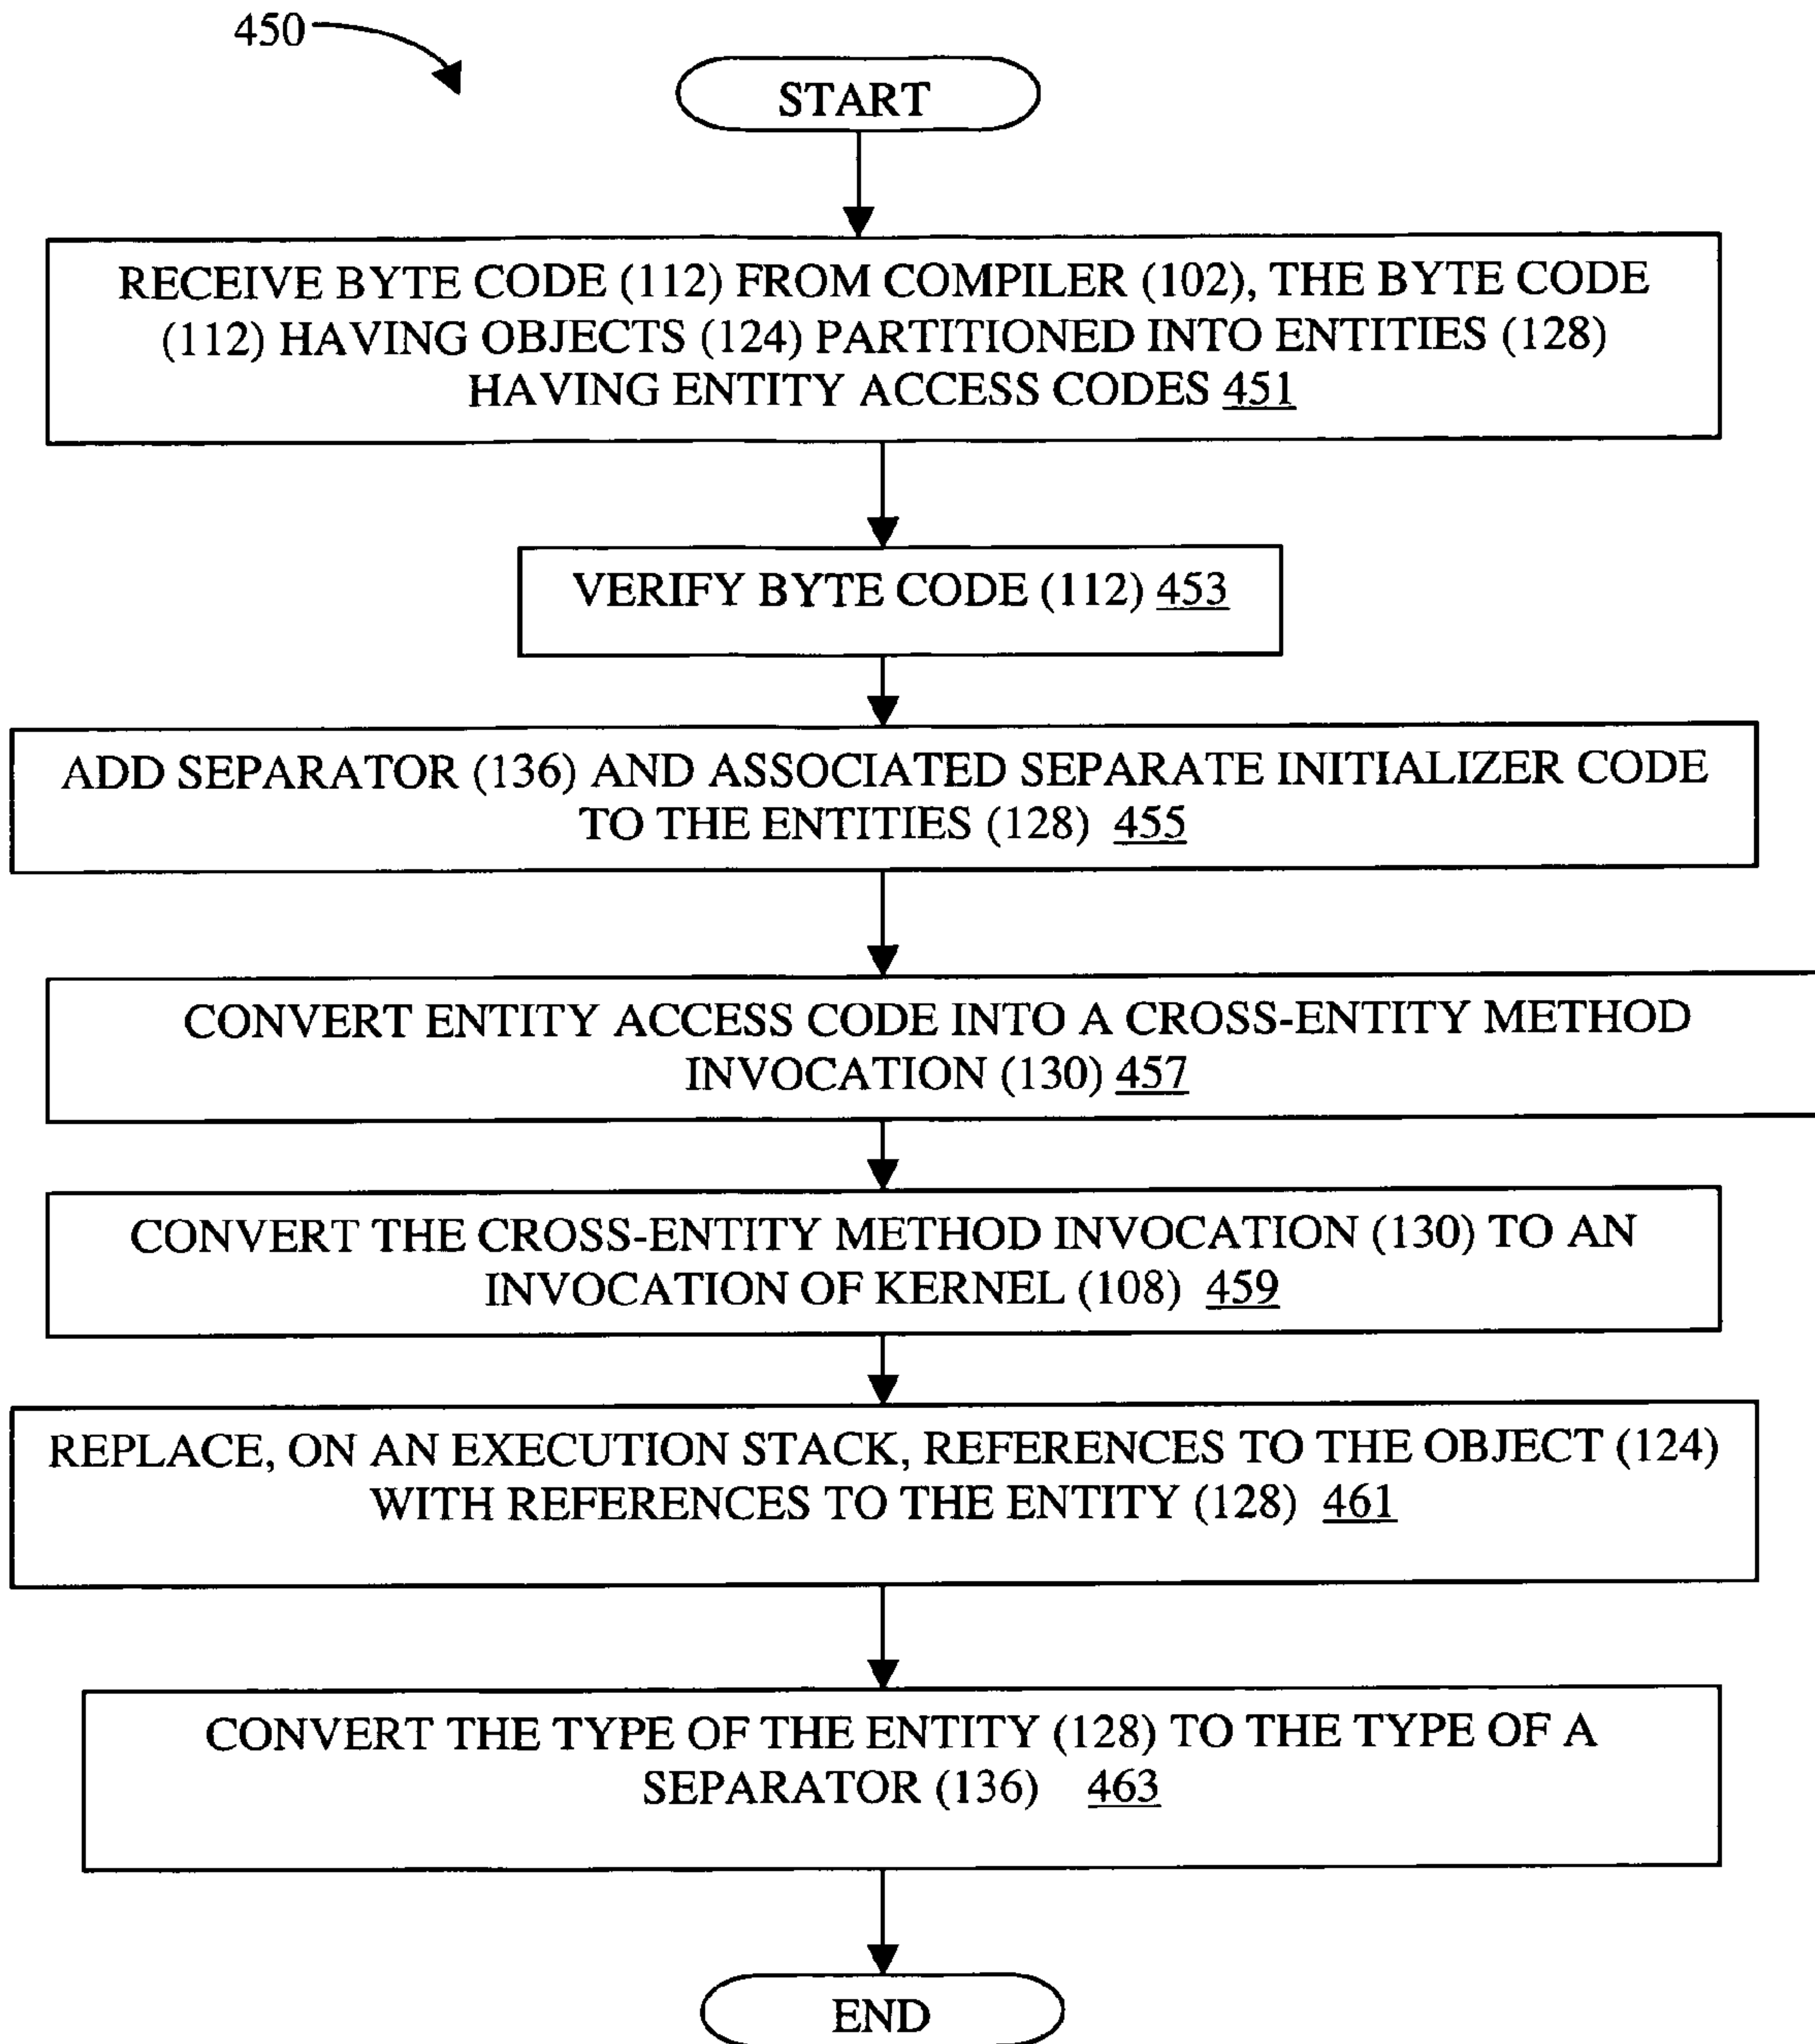 450
START
RECEIVE BYTE CODE (112) FROM COMPILER (102), THE BYTE CODE
(112) HAVING OBJECTS (124) PARTITIONED INTO ENTITIES (128)
HAVING ENTITY ACCESS CODES 451
VERIFY BYTE CODE (112) 453
ADD SEPARATOR (136) AND ASSOCIATED SEPARATE INITIALIZER CODE
TO THE ENTITIES (128) 455
CONVERT ENTITY ACCESS CODE INTO A CROSS-ENTITY METHOD
INVOCATION (130) 457
CONVERT THE CROSS-ENTITY METHOD INVOCATION (130) TO AN
INVOCATION OF KERNEL (108) 459
REPLACE, ON AN EXECUTION STACK, REFERENCES TO THE OBJECT (124)
WITH REFERENCES TO THE ENTITY (128) 461
CONVERT THE TYPE OF THE ENTITY (128) TO THE TYPE OF A
SEPARATOR (136) 463
END